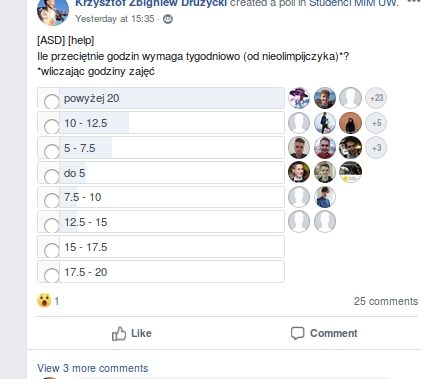 Krzysztof Zbigniew Drużycki created a poll in Studenci MIM UW.
Yesterday at 15:35 ·
[ASD] [help]
Ile przeciętnie godzin wymaga tygodniowo (od nieolimpijczyka)*?
*wliczając godziny zajęć
powyżej 20
+23
10 - 12.5
+5
5 - 7.5
+3
do 5
7.5 - 10
12.5 - 15
15 - 17.5
17.5 - 20
1
25 comments
Like
Comment
View 3 more comments